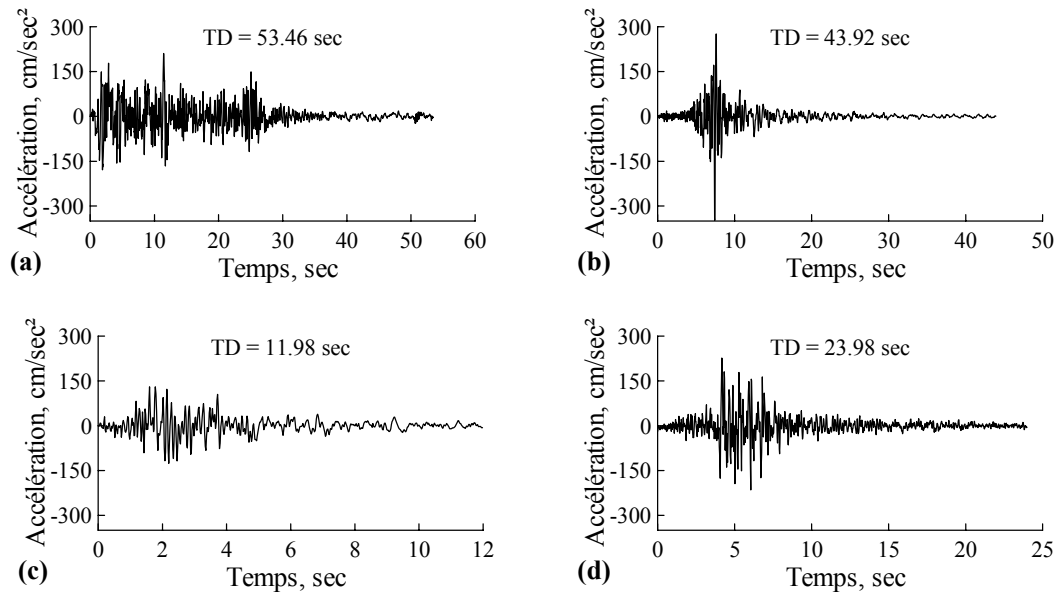 300
150
0
-150
-300
Accélération, cm/sec²
TD = 53.46 sec
0 10 20 30 40 50 60
Temps, sec
(a)
300
150
0
-150
-300
Accélération, cm/sec²
TD = 43.92 sec
0 10 20 30 40 50
Temps, sec
(b)
300
150
0
-150
-300
Accélération, cm/sec²
TD = 11.98 sec
0 2 4 6 8 10 12
Temps, sec
(c)
300
150
0
-150
-300
Accélération, cm/sec²
TD = 23.98 sec
0 5 10 15 20 25
Temps, sec
(d)